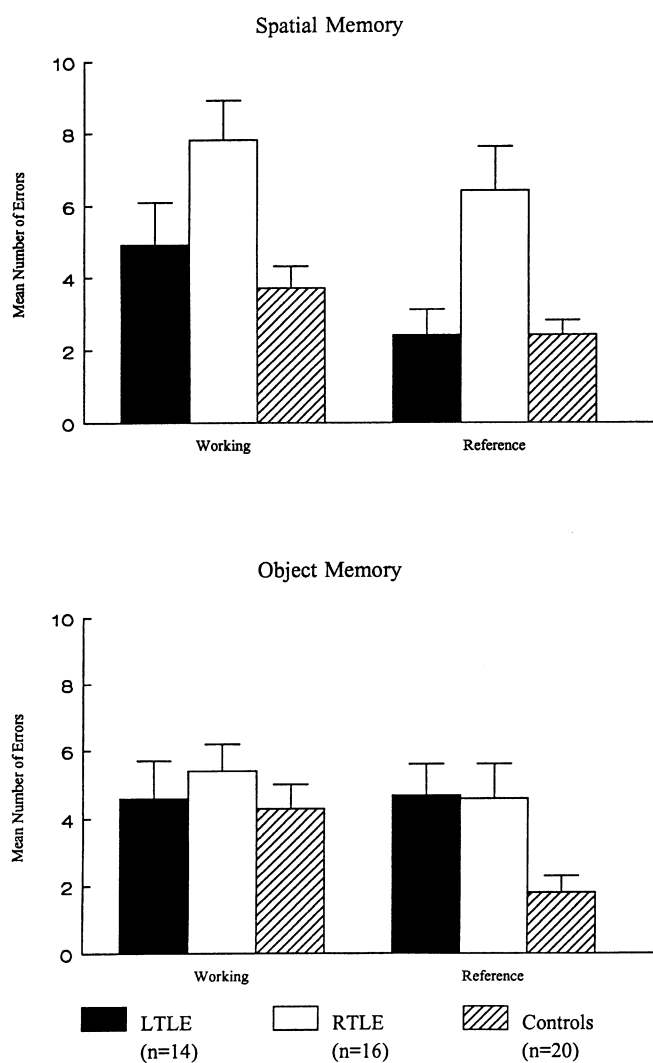 Spatial Memory
10
8
6
4
2
0
Mean Number of Errors
Working
Reference
Object Memory
10
8
6
4
2
0
Mean Number of Errors
Working
Reference
LTLE
(n=14)
RTLE
(n=16)
Controls
(n=20)